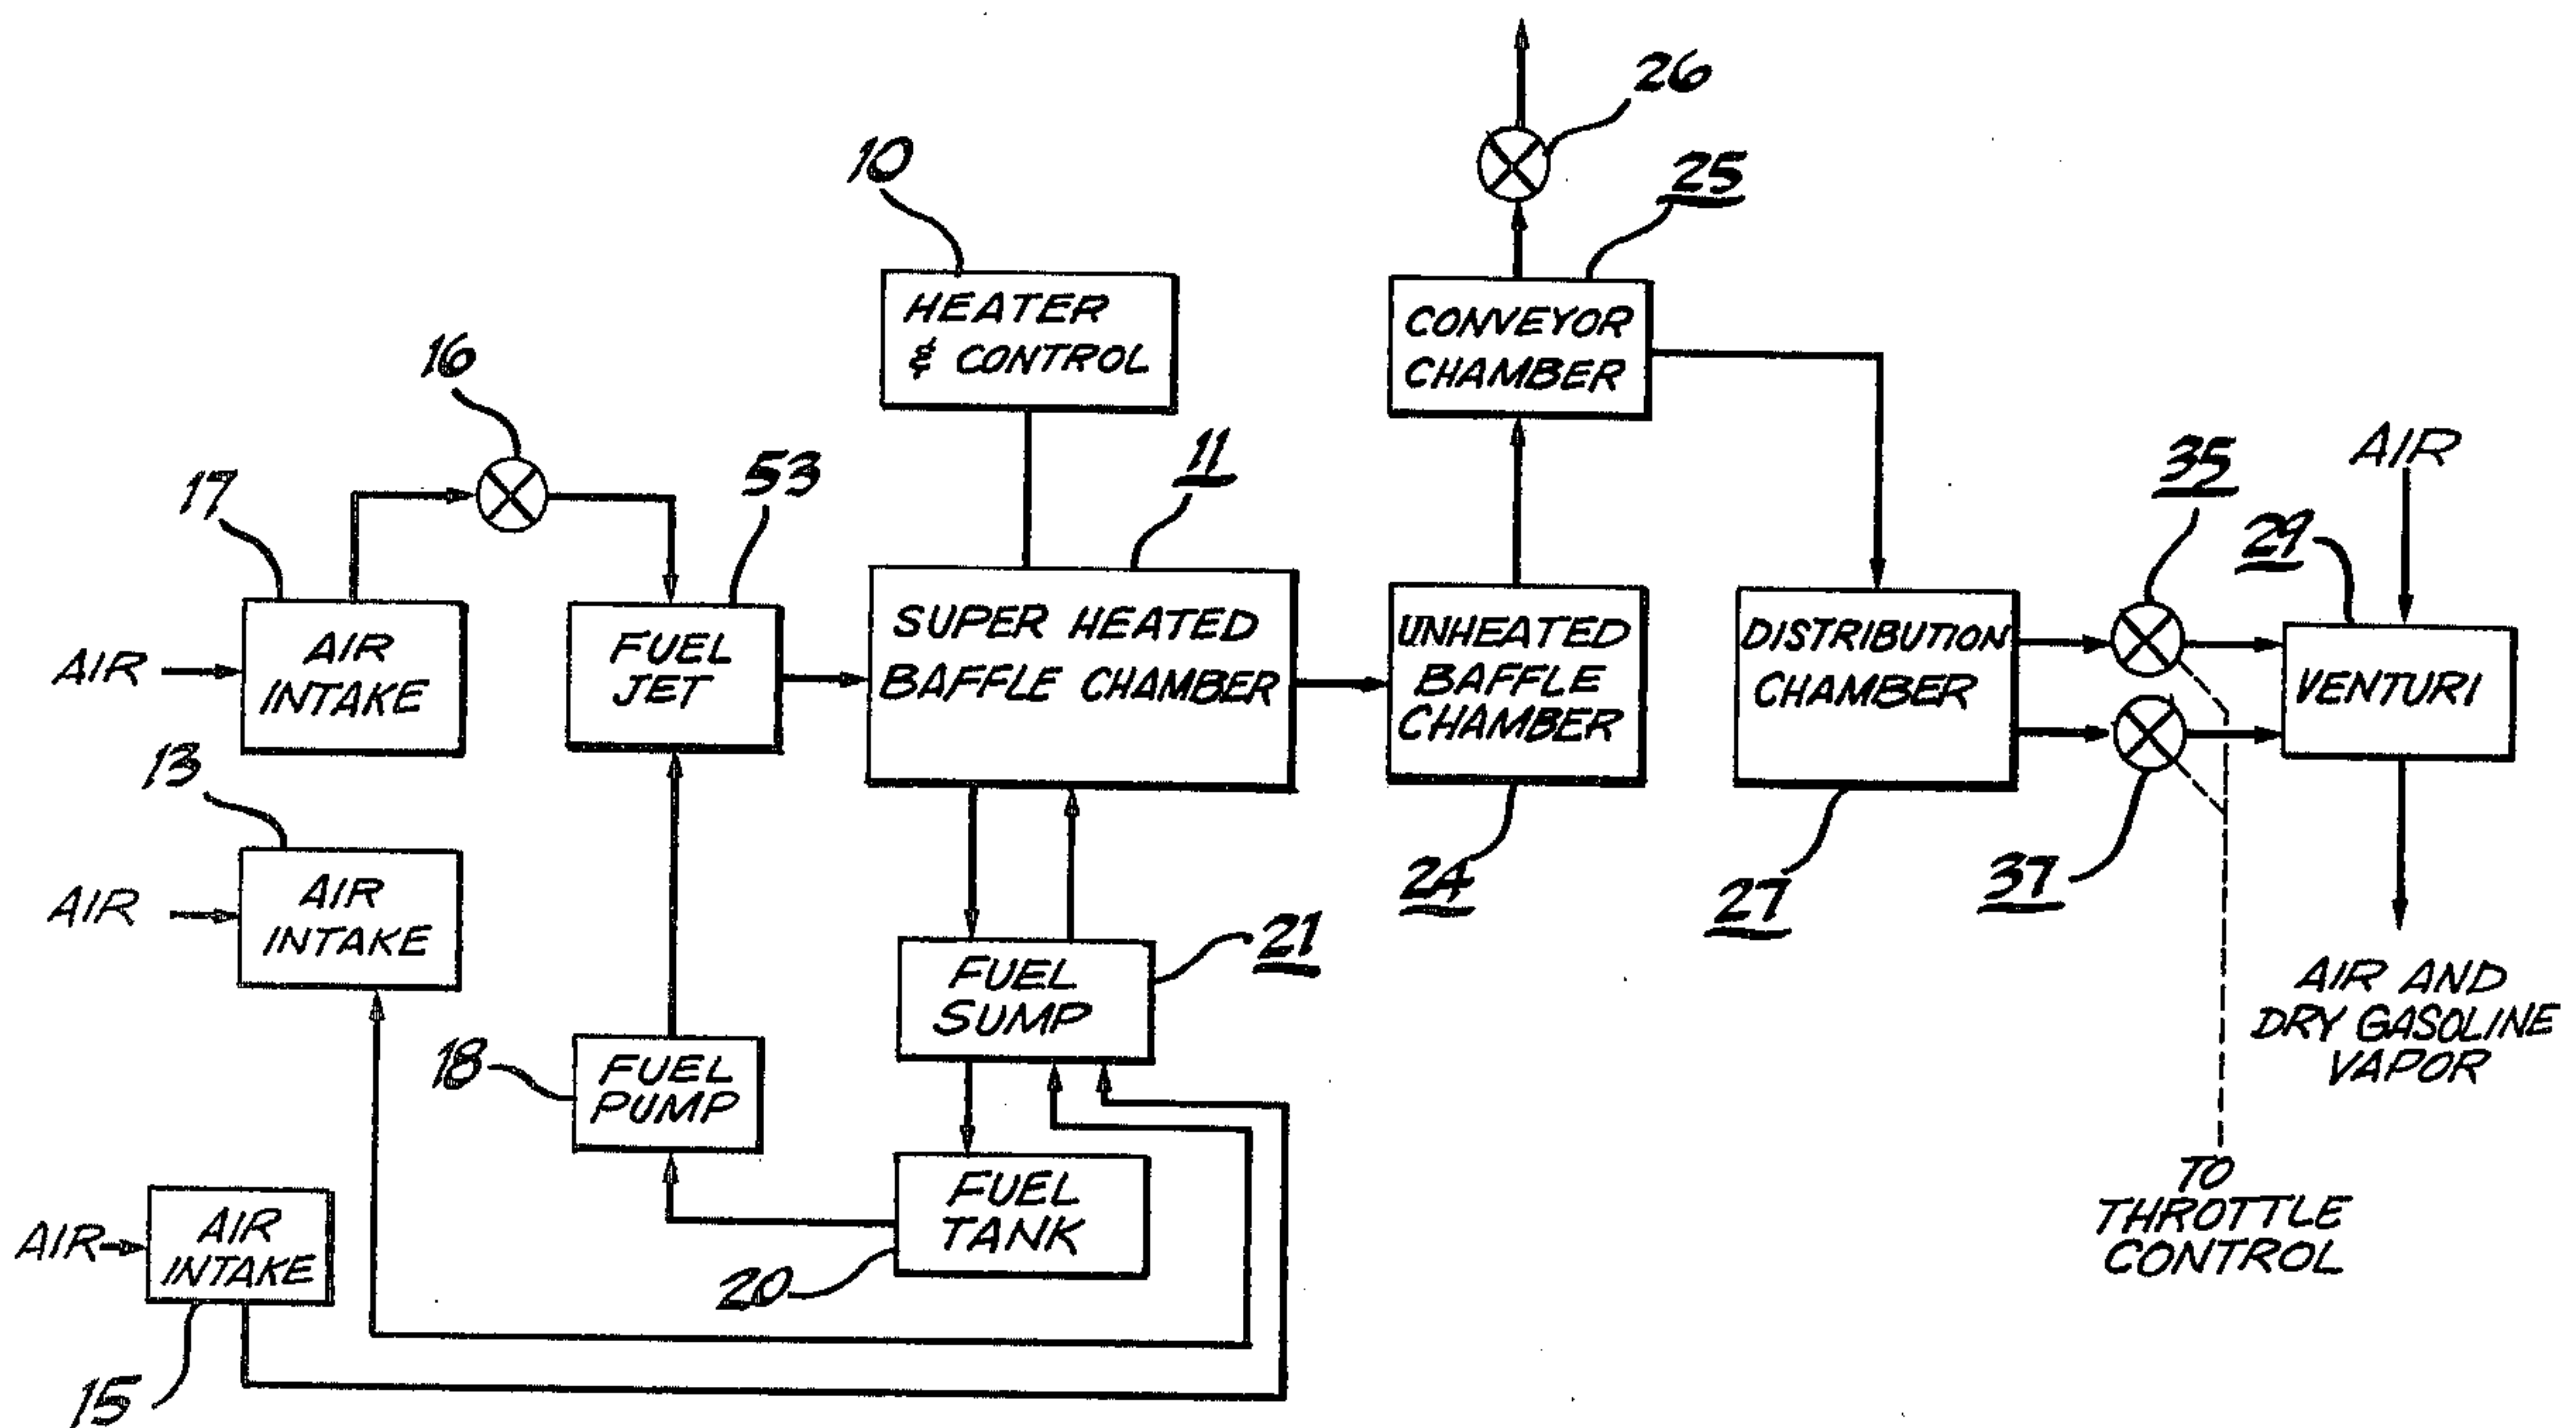 26
10
25
HEATER
& CONTROL
CONVEYOR
CHAMBER
16
53
11
35
AIR
17
29
AIR
AIR
INTAKE
FUEL
JET
SUPER HEATED
BAFFLE CHAMBER
UNHEATED
BAFFLE
CHAMBER
DISTRIBUTION
CHAMBER
VENTURI
13
AIR
AIR
INTAKE
24
27
37
21
FUEL
SUMP
AIR AND
DRY GASOLINE
VAPOR
18
FUEL
PUMP
FUEL
TANK
20
TO
THROTTLE
CONTROL
AIR
AIR
INTAKE
15